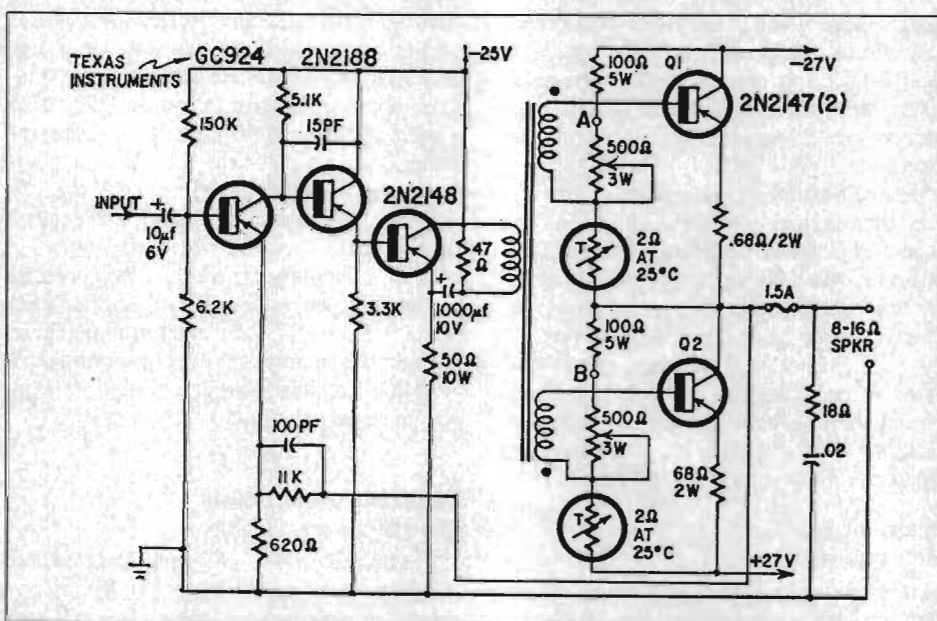 TEXAS
INSTRUMENTS
GC924
2N2188
-25V
5.1K
150K
15PF
2N2148
INPUT +
10µf
6V
47
Ω
+
1000µf
10V
6.2K
3.3K
50Ω
10W
100PF
11K
620Ω
100Ω
5W
Q1
-27V
2N2147(2)
A
500Ω
3W
T
2Ω
AT
25°C
.68Ω/2W
1.5A
100Ω
5W
Q2
8-16Ω
SPKR
B
500Ω
3W
18Ω
.02
68Ω
2W
T
2Ω
AT
25°C
+27V